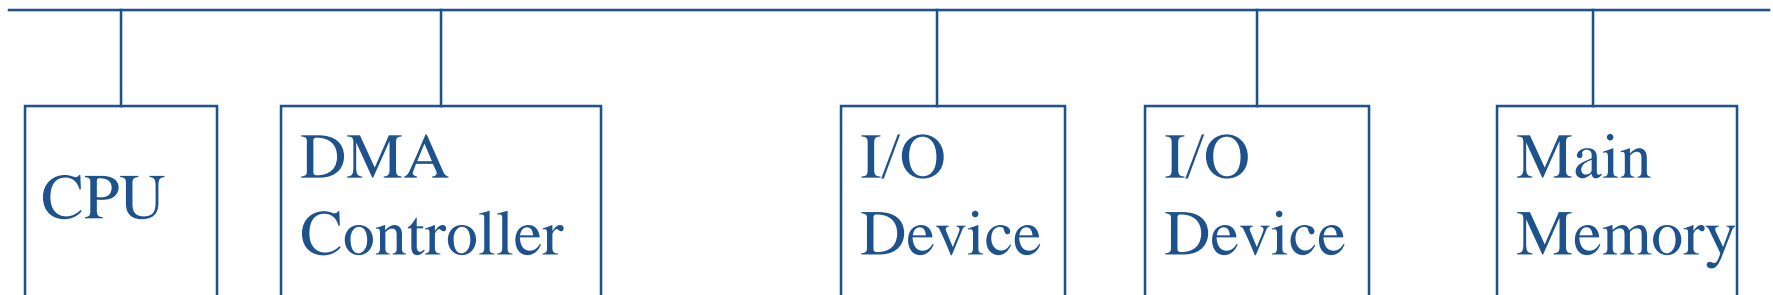 CPU
DMA
Controller
I/O
Device
I/O
Device
Main
Memory